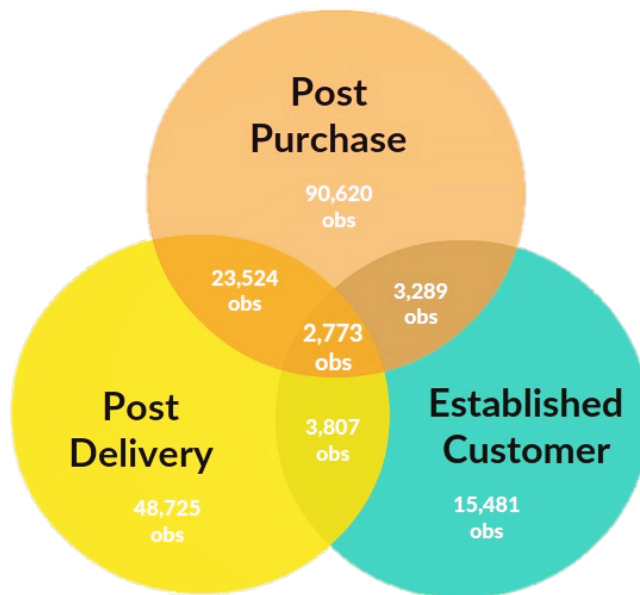 Post
Purchase
90,620
obs
23,524
obs
3,289
obs
2,773
obs
Post
Delivery
3,807
obs
Established
Customer
48,725
obs
15,481
obs